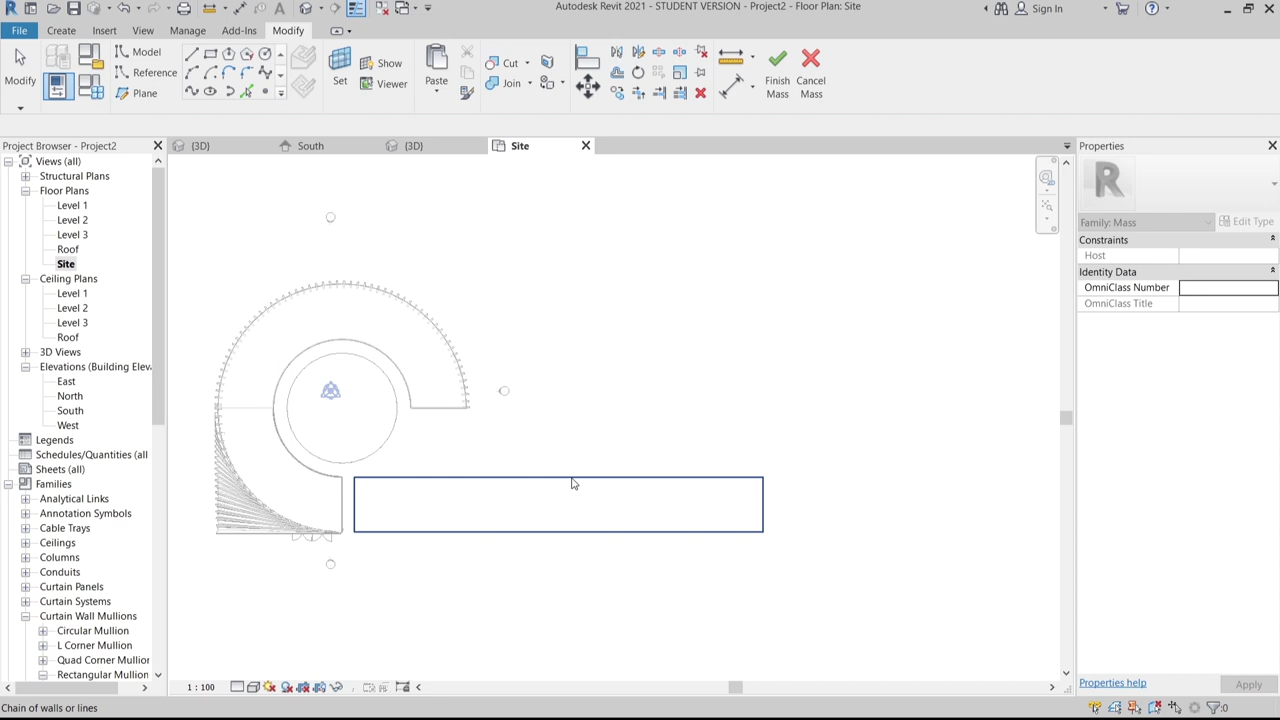 Autodesk Revit 2021 - STUDENT VERSION - Project2 - Floor Plan: Site
Sign In
File
Create
Insert
View
Manage
Add-Ins
Modify
Modify
Model
Reference
Plane
Set
Show
Viewer
Paste
Cut
Join
Finish
Mass
Cancel
Mass
Project Browser - Project2
{3D}
South
{3D}
Site
Properties
Views (all)
Structural Plans
Floor Plans
Level 1
Level 2
Level 3
Roof
Site
Ceiling Plans
Level 1
Level 2
Level 3
Roof
3D Views
Elevations (Building Elev
East
North
South
West
Legends
Schedules/Quantities (all
Sheets (all)
Families
Analytical Links
Annotation Symbols
Cable Trays
Ceilings
Columns
Conduits
Curtain Panels
Curtain Systems
Curtain Wall Mullions
Circular Mullion
L Corner Mullion
Quad Corner Mullior
Rectangular Mullion
Family: Mass
Edit Type
Constraints
Host
Identity Data
OmniClass Number
OmniClass Title
1 : 100
Properties help
Apply
Chain of walls or lines
:0